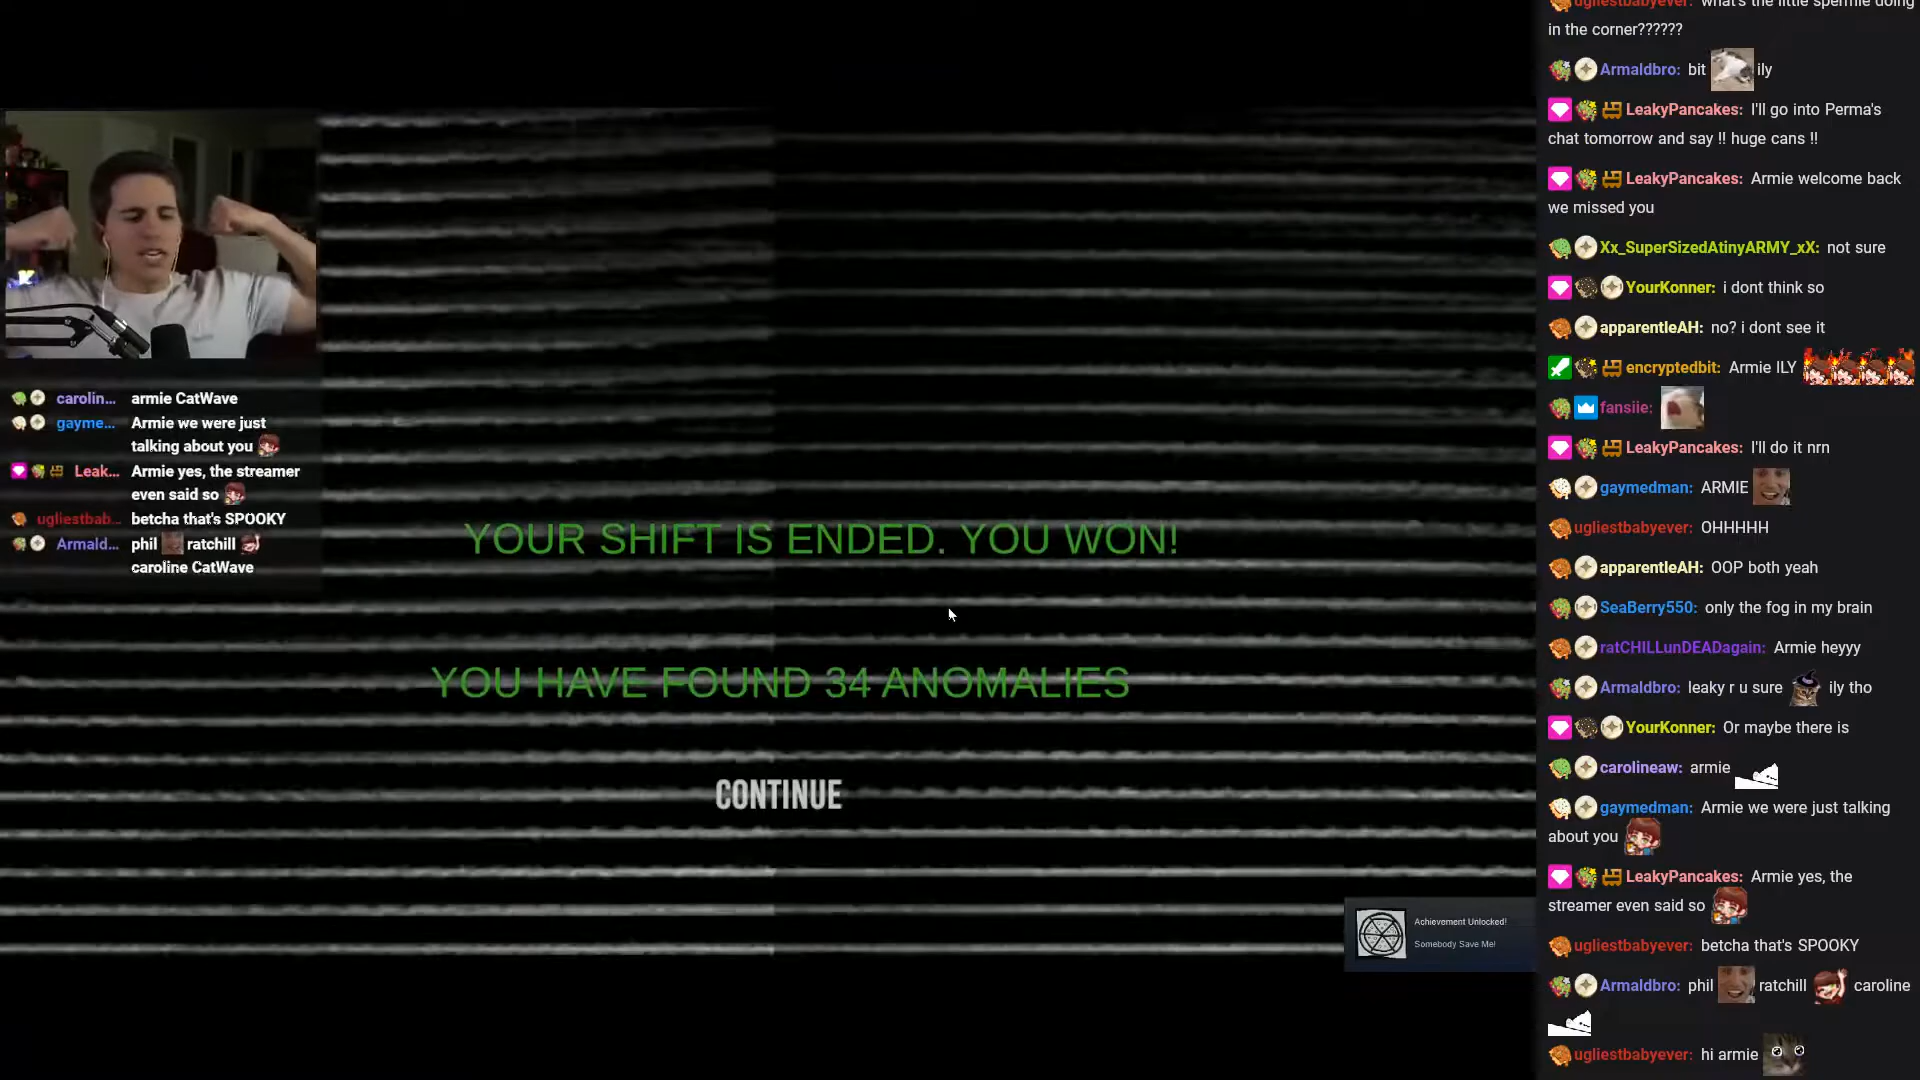 carolin... armie CatWave
gayme... Armie we were just
talking about you
Leak... Armie yes, the streamer
even said so
ugliestbab... betcha that's SPOOKY
Armald... phil ratchill
caroline CatWave
YOUR SHIFT IS ENDED. YOU WON!
YOU HAVE FOUND 34 ANOMALIES
CONTINUE
Achievement Unlocked!
Somebody Save Me!
ugliestbabyever: what's the little spermie doing
in the corner??????
Armaldbro: bit ily
LeakyPancakes: I'll go into Perma's
chat tomorrow and say !! huge cans !!
LeakyPancakes: Armie welcome back
we missed you
Xx_SuperSizedAtinyARMY_xX: not sure
YourKonner: i dont think so
apparentleAH: no? i dont see it
encryptedbit: Armie ILY
fansiie:
LeakyPancakes: I'll do it nrn
gaymedman: ARMIE
ugliestbabyever: OHHHHH
apparentleAH: OOP both yeah
SeaBerry550: only the fog in my brain
ratCHILLunDEADagain: Armie heyyy
Armaldbro: leaky r u sure ily tho
YourKonner: Or maybe there is
carolineaw: armie
gaymedman: Armie we were just talking
about you
LeakyPancakes: Armie yes, the
streamer even said so
ugliestbabyever: betcha that's SPOOKY
Armaldbro: phil ratchill caroline
ugliestbabyever: hi armie